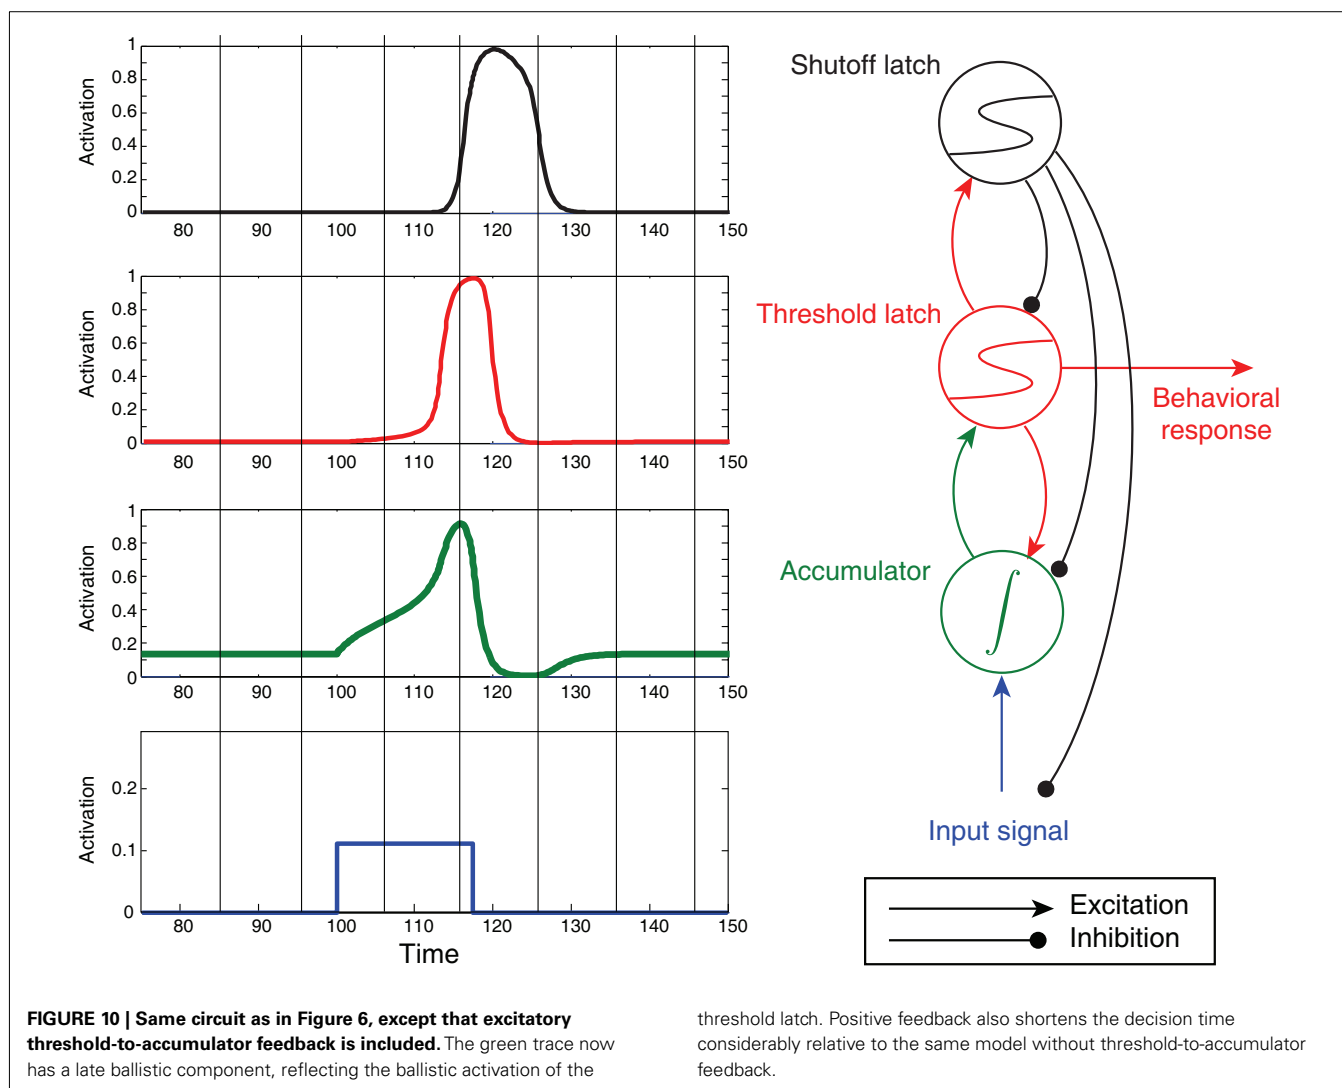 Activation
1
0.8
0.6
0.4
0.2
0
80 90 100 110 120 130 140 150
Activation
1
0.8
0.6
0.4
0.2
0
80 90 100 110 120 130 140 150
Activation
1
0.8
0.6
0.4
0.2
0
80 90 100 110 120 130 140 150
Activation
0.2
0.1
0
80 90 100 110 120 130 140 150
Time
Shutoff latch
Threshold latch
Behavioral
response
Accumulator
Input signal
Excitation
Inhibition
FIGURE 10 | Same circuit as in Figure 6, except that excitatory
threshold-to-accumulator feedback is included. The green trace now
has a late ballistic component, reflecting the ballistic activation of the
threshold latch. Positive feedback also shortens the decision time
considerably relative to the same model without threshold-to-accumulator
feedback.